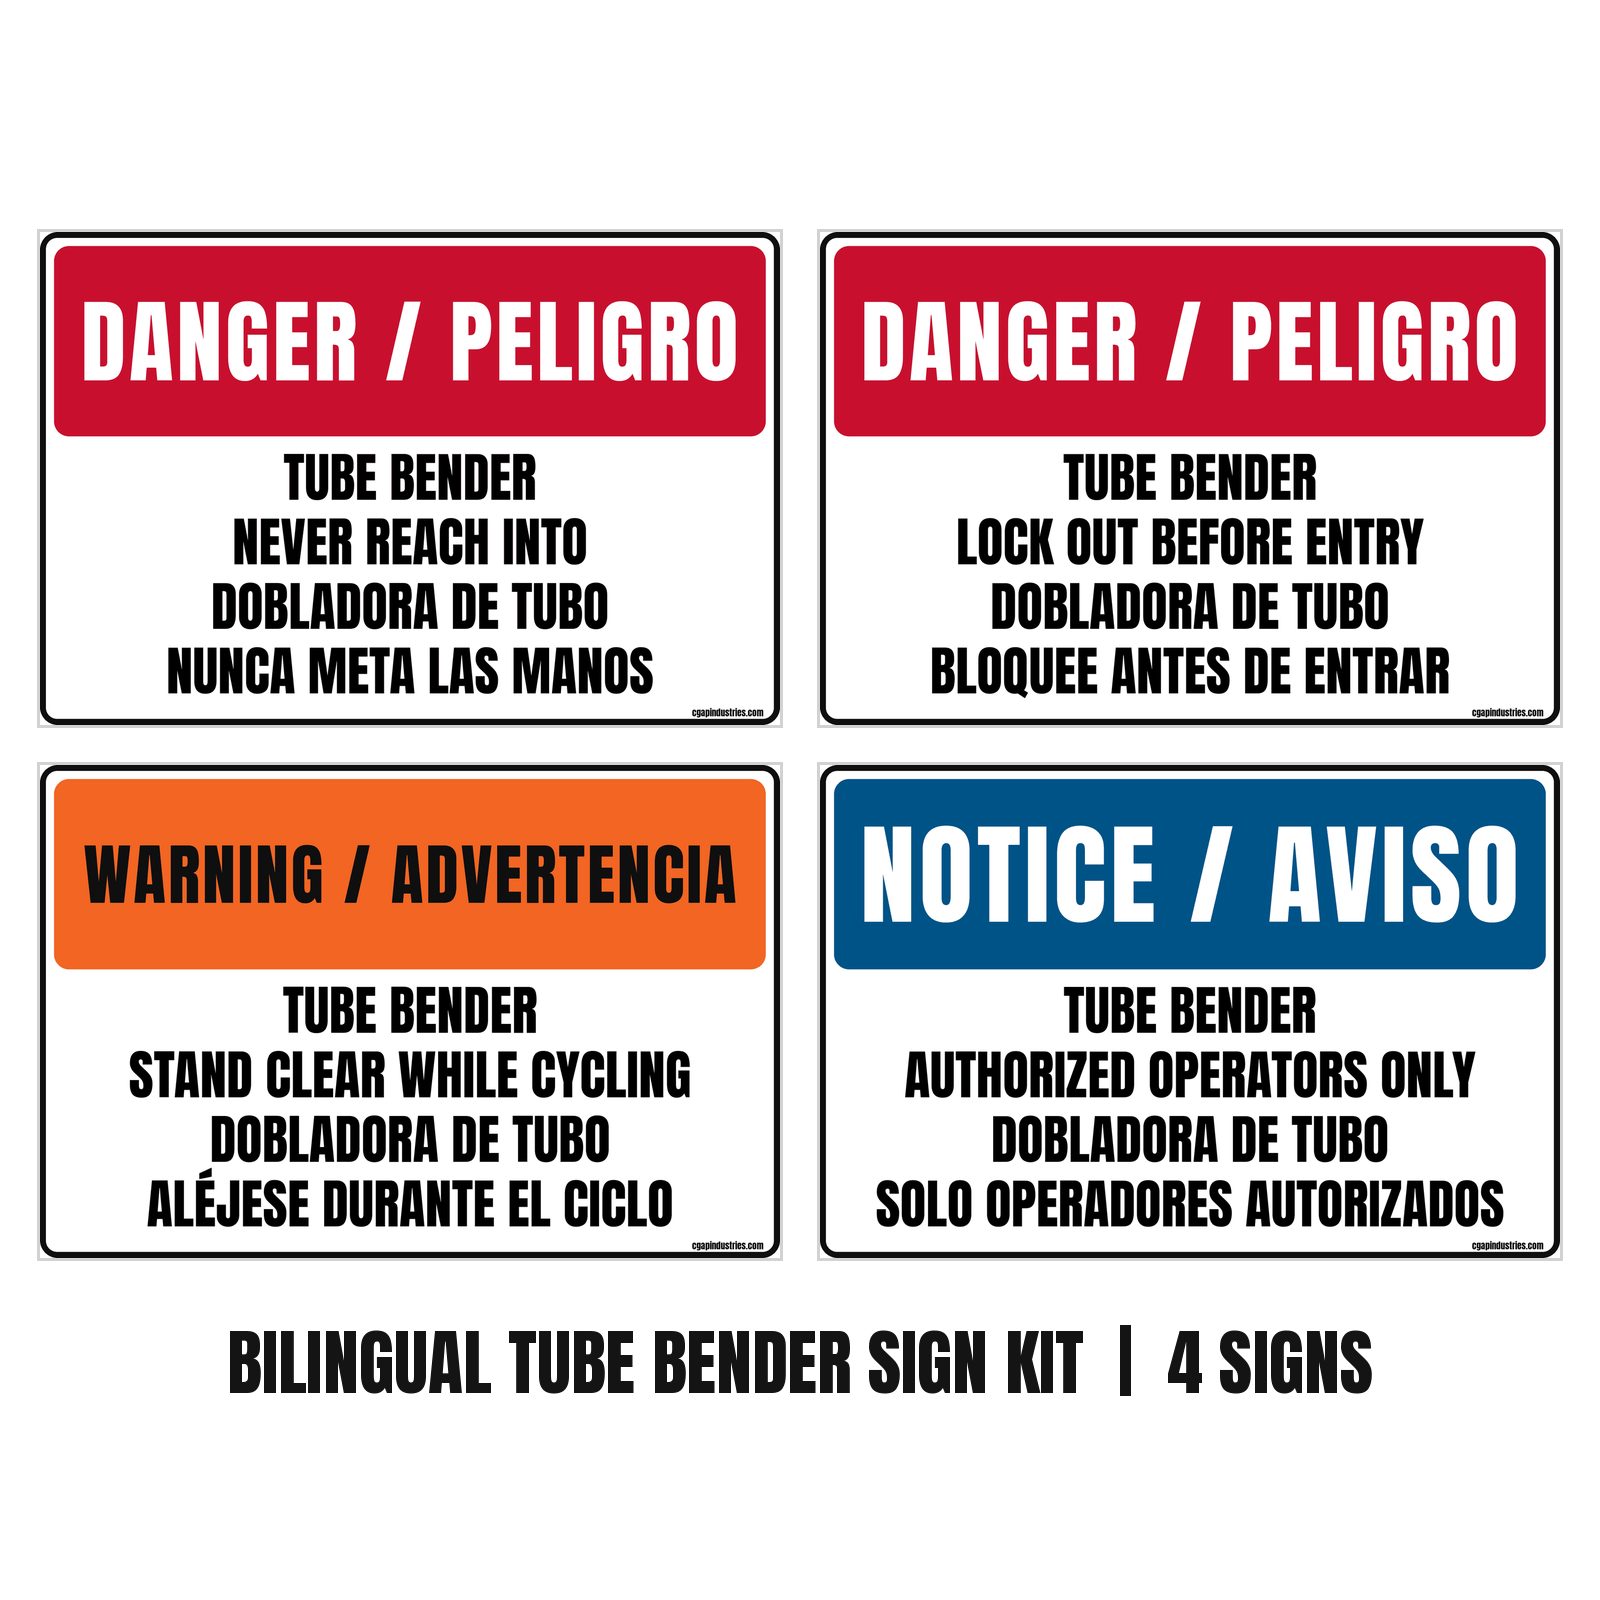 DANGER / PELIGRO
TUBE BENDER
NEVER REACH INTO
DOBLADORA DE TUBO
NUNCA META LAS MANOS
cgapindustries.com
DANGER / PELIGRO
TUBE BENDER
LOCK OUT BEFORE ENTRY
DOBLADORA DE TUBO
BLOQUEE ANTES DE ENTRAR
cgapindustries.com
WARNING / ADVERTENCIA
TUBE BENDER
STAND CLEAR WHILE CYCLING
DOBLADORA DE TUBO
ALÉJESE DURANTE EL CICLO
cgapindustries.com
NOTICE / AVISO
TUBE BENDER
AUTHORIZED OPERATORS ONLY
DOBLADORA DE TUBO
SOLO OPERADORES AUTORIZADOS
cgapindustries.com
BILINGUAL TUBE BENDER SIGN KIT | 4 SIGNS